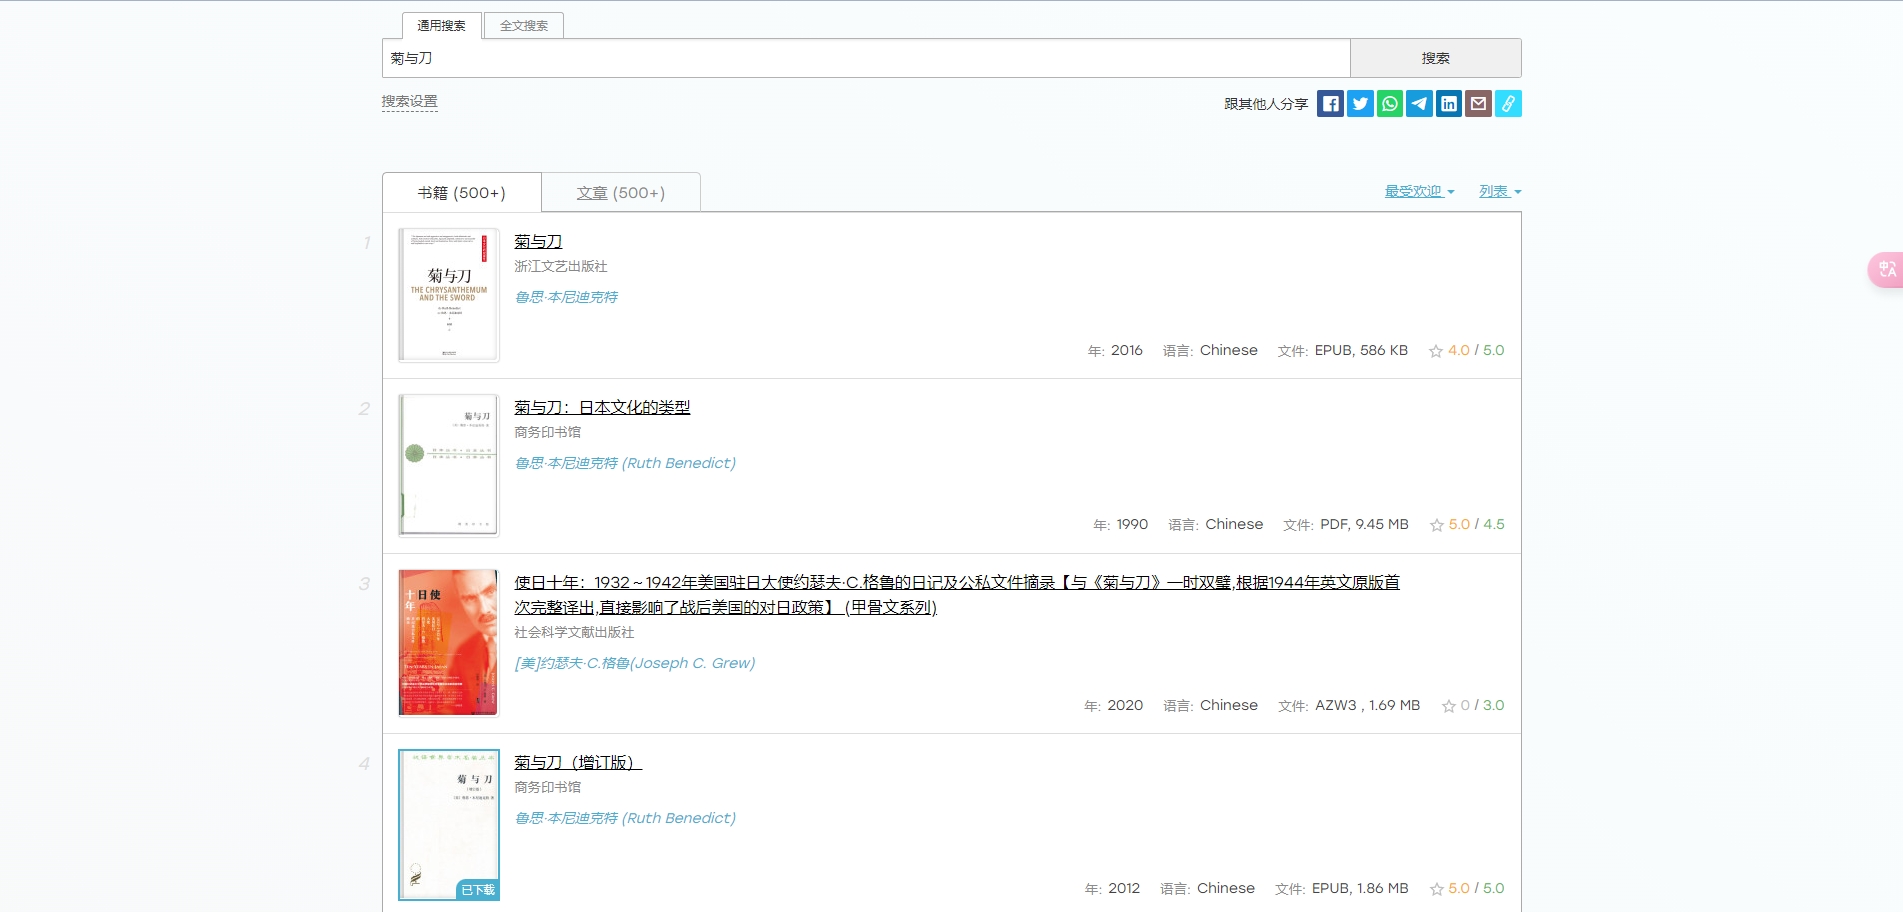 通用搜索
全文搜索
菊与刀
搜索
搜索设置
跟其他人分享
书籍 (500+)
文章 (500+)
最受欢迎
列表
1
菊与刀
THE CHRYSANTHEMUM
AND THE SWORD
菊与刀
浙江文艺出版社
鲁思·本尼迪克特
年: 2016 语言: Chinese 文件: EPUB, 586 KB 4.0 / 5.0
2
菊与刀
菊与刀：日本文化的类型
商务印书馆
鲁思·本尼迪克特 (Ruth Benedict)
年: 1990 语言: Chinese 文件: PDF, 9.45 MB 5.0 / 4.5
3
使日十年
使日十年：1932～1942年美国驻日大使约瑟夫·C.格鲁的日记及公私文件摘录【与《菊与刀》一时双璧,根据1944年英文原版首
次完整译出,直接影响了战后美国的对日政策】 (甲骨文系列)
社会科学文献出版社
[美]约瑟夫·C.格鲁(Joseph C. Grew)
年: 2020 语言: Chinese 文件: AZW3 , 1.69 MB 0 / 3.0
4
菊与刀
已下载
菊与刀（增订版）
商务印书馆
鲁思·本尼迪克特 (Ruth Benedict)
年: 2012 语言: Chinese 文件: EPUB, 1.86 MB 5.0 / 5.0